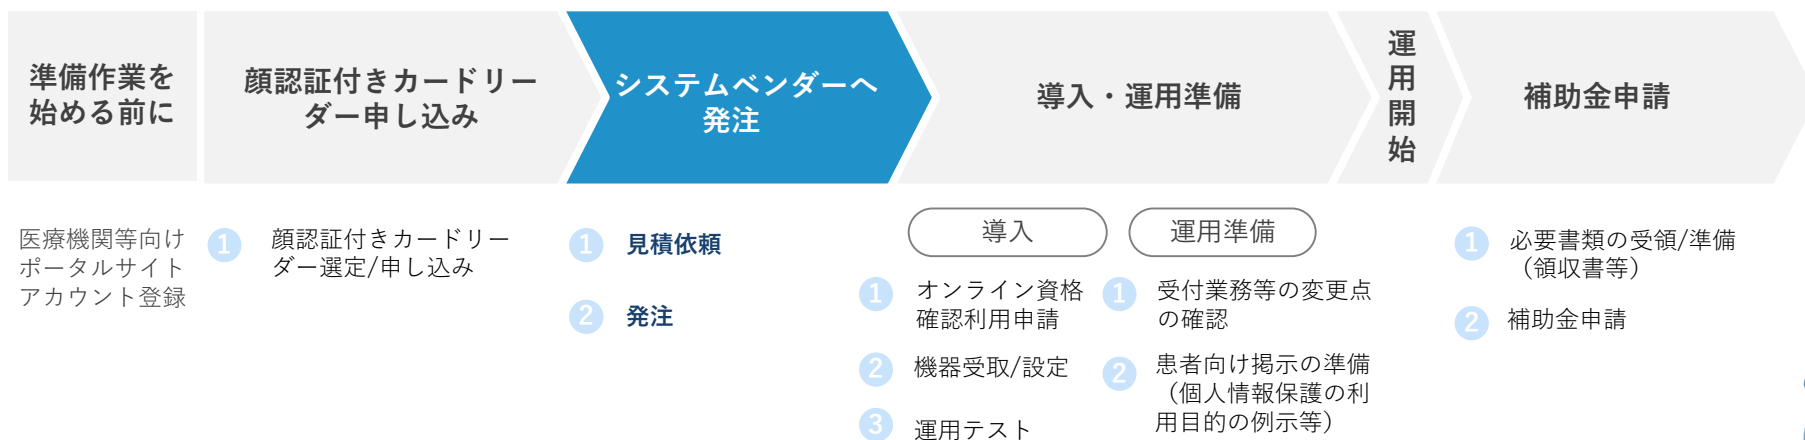 準備作業を
始める前に
顔認証付きカードリー
ダー申し込み
システムベンダーへ
発注
導入・運用準備
運
用
開
始
補助金申請
医療機関等向け
ポータルサイト
アカウント登録
1 顔認証付きカードリー
ダー選定/申し込み
1 見積依頼
2 発注
導入
1 オンライン資格
確認利用申請
2 機器受取/設定
3 運用テスト
運用準備
1 受付業務等の変更点
の確認
2 患者向け掲示の準備
（個人情報保護の利
用目的の例示等）
1 必要書類の受領/準備
（領収書等）
2 補助金申請